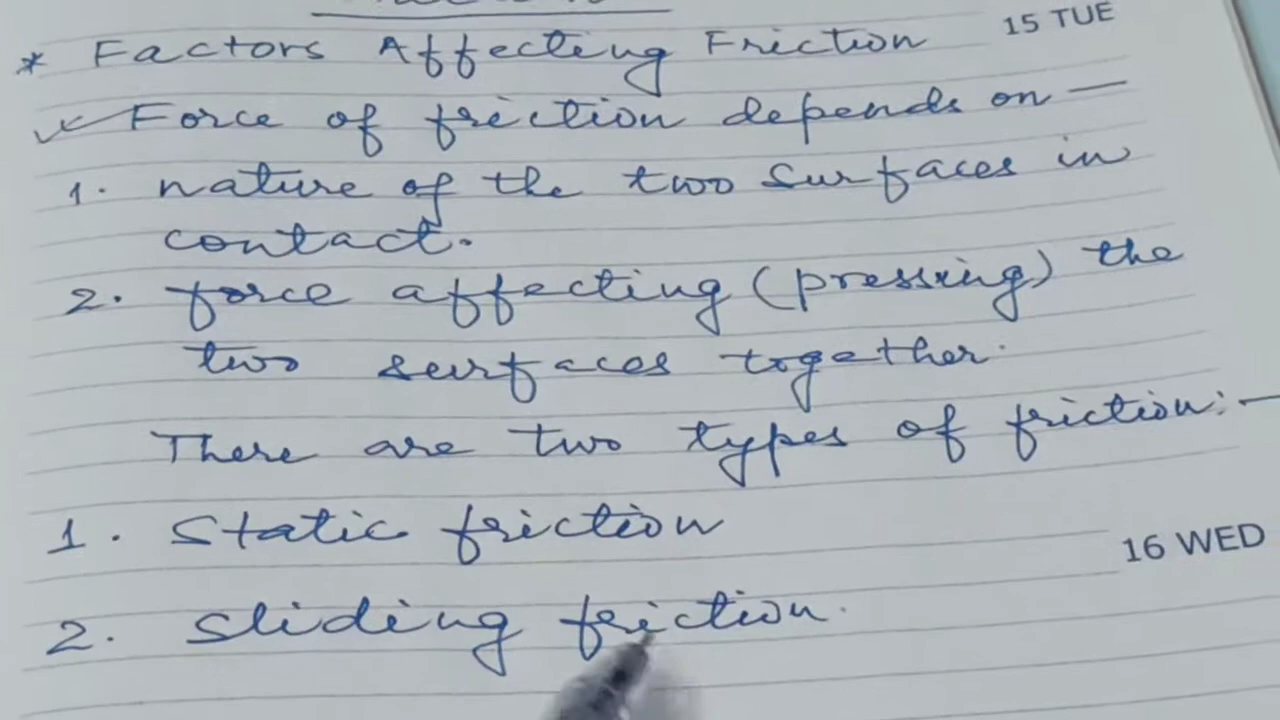 15 TUE
* Factors Affecting Friction
✓ Force of friction depends on —
1. nature of the two surfaces in
contact.
2. force affecting (pressing) the
two surfaces together.
There are two types of friction:—
1. Static friction
16 WED
2. Sliding friction.